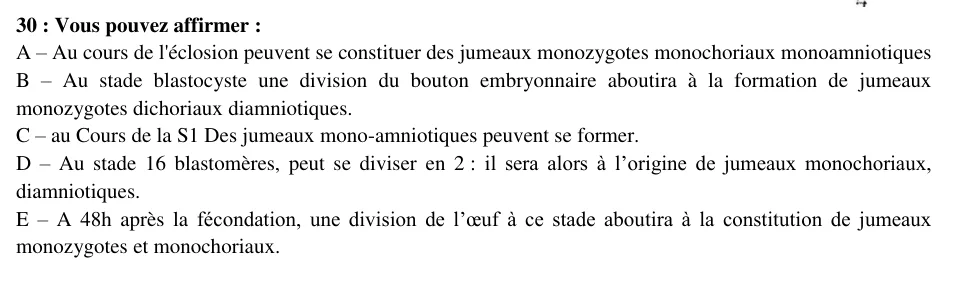 30 : Vous pouvez affirmer :
A – Au cours de l'éclosion peuvent se constituer des jumeaux monozygotes monochoriaux monoamniotiques
B – Au stade blastocyste une division du bouton embryonnaire aboutira à la formation de jumeaux
monozygotes dichoriaux diamniotiques.
C – au Cours de la S1 Des jumeaux mono-amniotiques peuvent se former.
D – Au stade 16 blastomères, peut se diviser en 2 : il sera alors à l’origine de jumeaux monochoriaux,
diamniotiques.
E – A 48h après la fécondation, une division de l’œuf à ce stade aboutira à la constitution de jumeaux
monozygotes et monochoriaux.